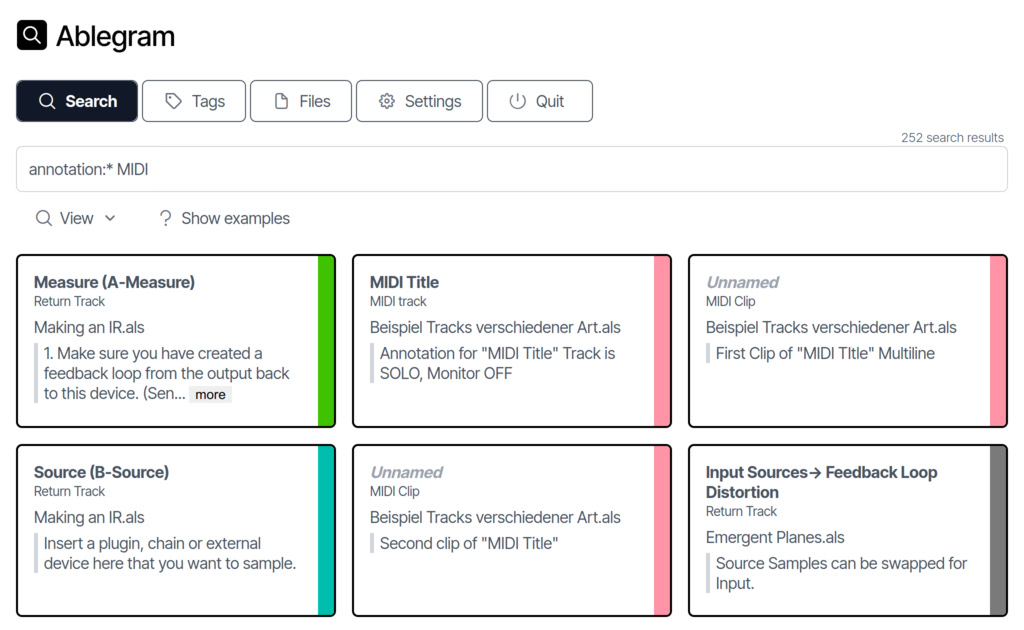 Ablegram
Search
Tags
Files
Settings
Quit
252 search results
annotation:* MIDI
View
? Show examples
Measure (A-Measure)
Return Track
Making an IR.als
1. Make sure you have created a
feedback loop from the output back
to this device. (Sen... more
MIDI Title
MIDI track
Beispiel Tracks verschiedener Art.als
Annotation for "MIDI Title" Track is
SOLO, Monitor OFF
Unnamed
MIDI Clip
Beispiel Tracks verschiedener Art.als
First Clip of "MIDI TItle" Multiline
Source (B-Source)
Return Track
Making an IR.als
Insert a plugin, chain or external
device here that you want to sample.
Unnamed
MIDI Clip
Beispiel Tracks verschiedener Art.als
Second clip of "MIDI Title"
Input Sources→ Feedback Loop
Distortion
Return Track
Emergent Planes.als
Source Samples can be swapped for
Input.